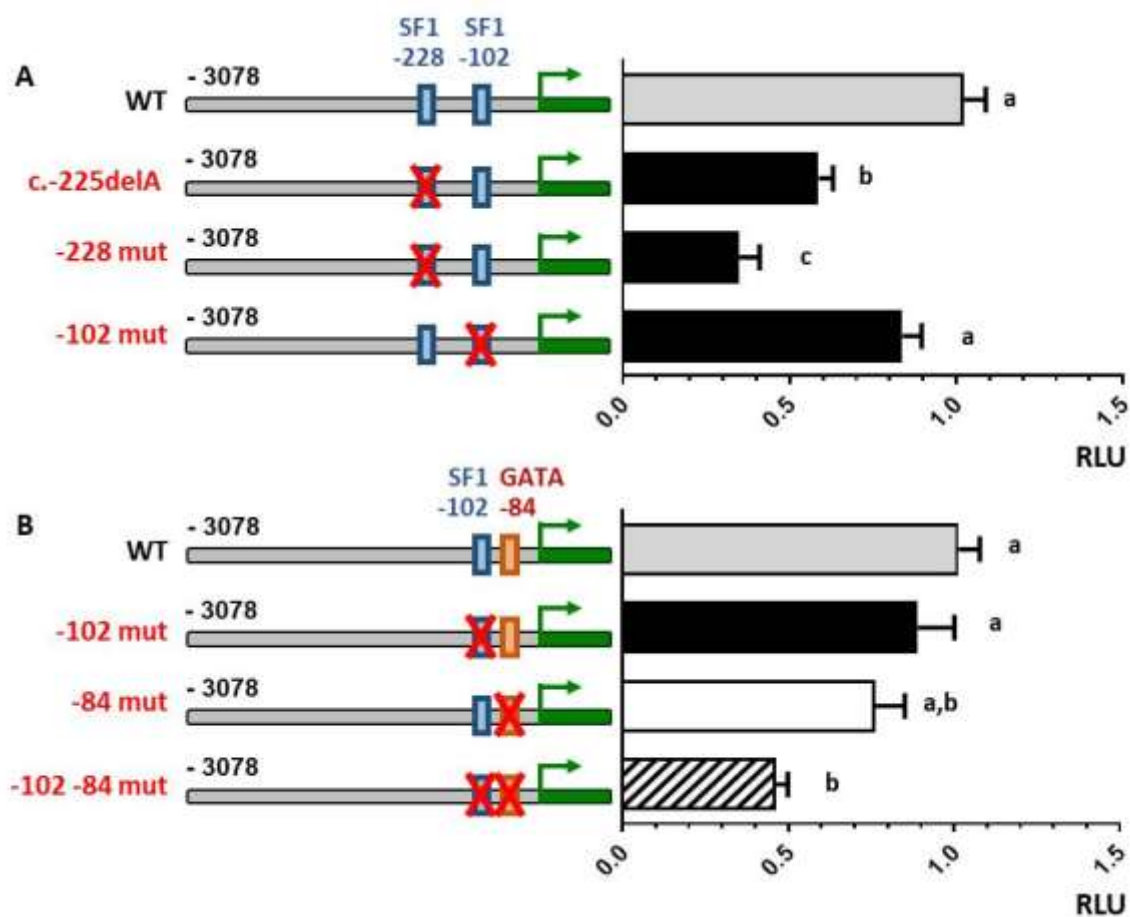 SF1 SF1
-228 -102
A
- 3078
WT
a
- 3078
c.-225delA
b
- 3078
-228 mut
c
- 3078
-102 mut
a
0.0 0.5 1.0 1.5
RLU
SF1 GATA
-102 -84
B
- 3078
WT
a
- 3078
-102 mut
a
- 3078
-84 mut
a,b
- 3078
-102 -84 mut
b
0.0 0.5 1.0 1.5
RLU